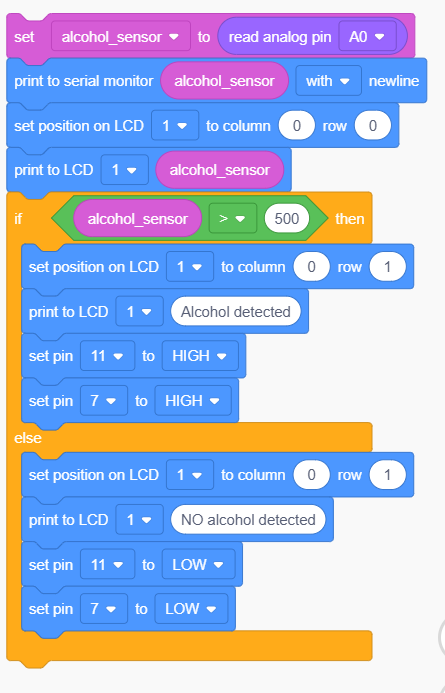 set alcohol_sensor to read analog pin A0
print to serial monitor alcohol_sensor with newline
set position on LCD 1 to column 0 row 0
print to LCD 1 alcohol_sensor
if alcohol_sensor > 500 then
set position on LCD 1 to column 0 row 1
print to LCD 1 Alcohol detected
set pin 11 to HIGH
set pin 7 to HIGH
else
set position on LCD 1 to column 0 row 1
print to LCD 1 NO alcohol detected
set pin 11 to LOW
set pin 7 to LOW